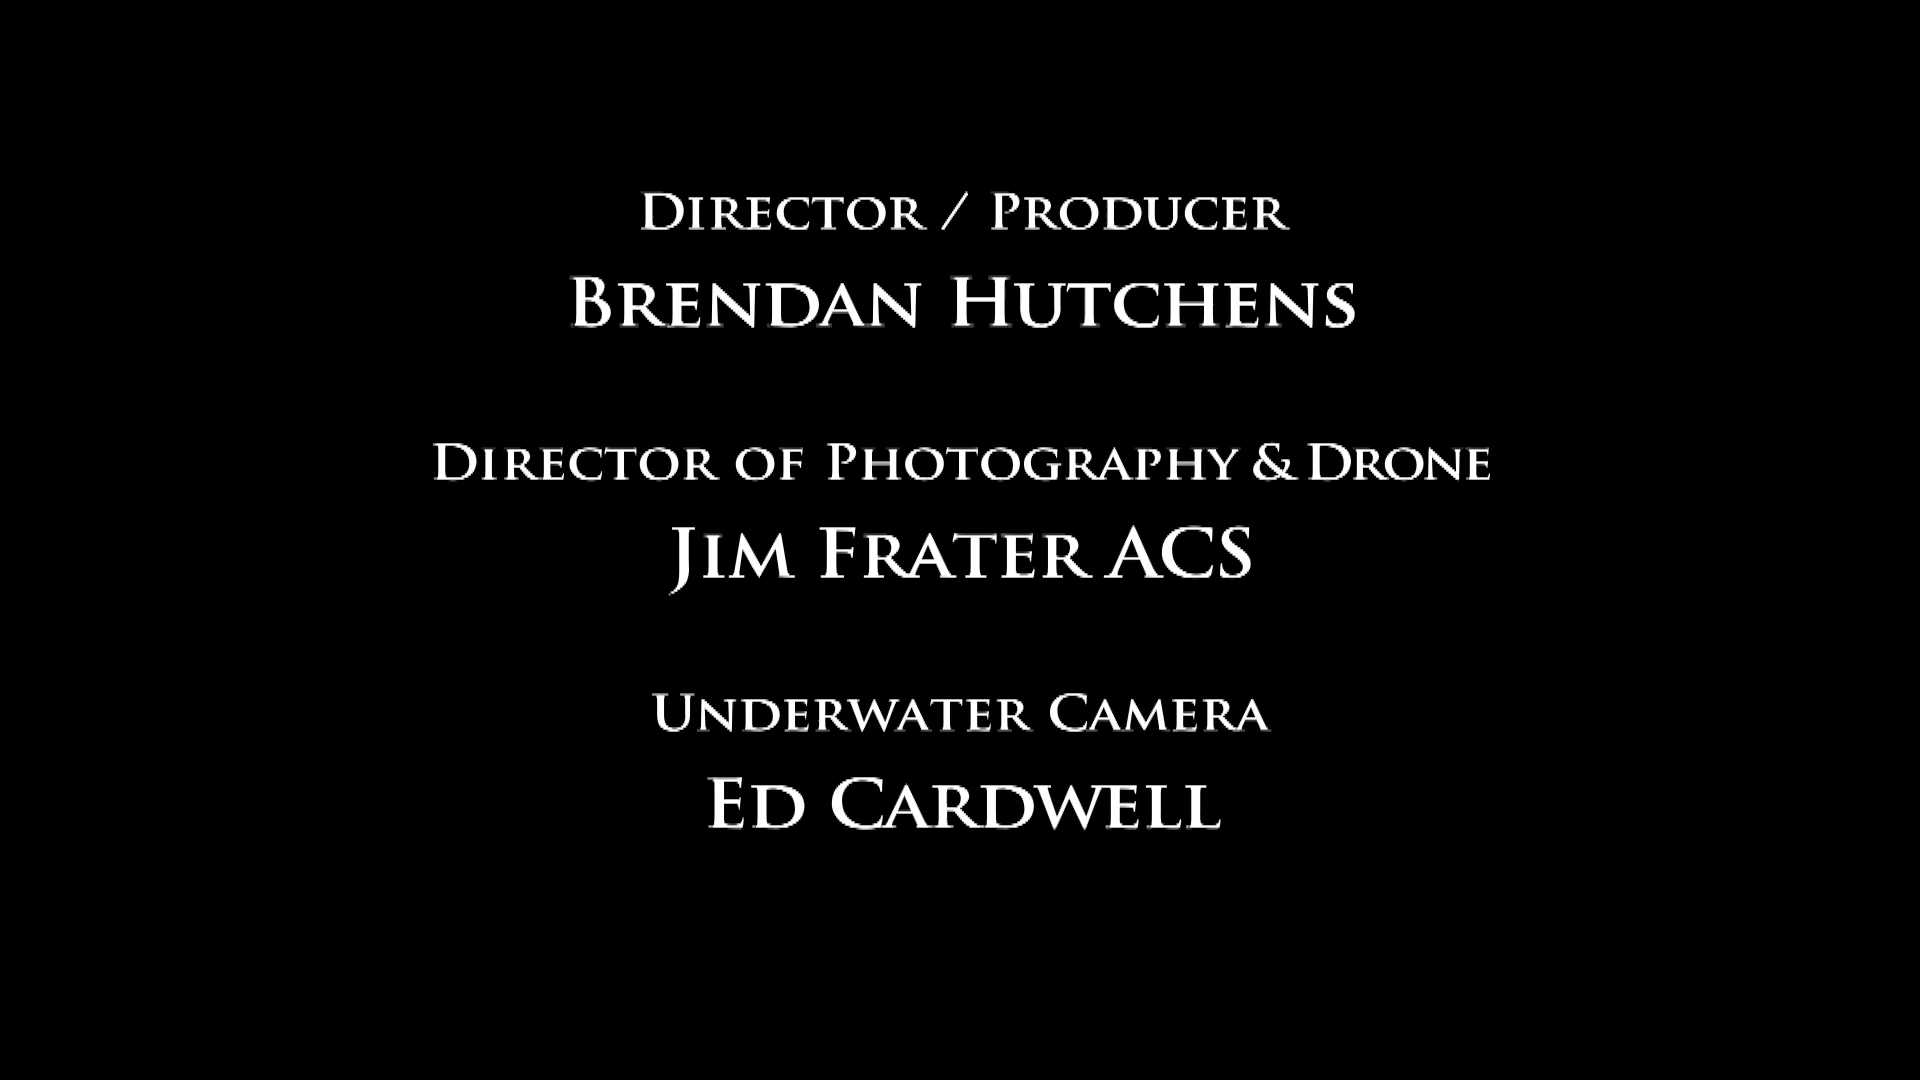 Director / Producer
Brendan Hutchens
Director of Photography & Drone
Jim Frater ACS
Underwater Camera
Ed Cardwell